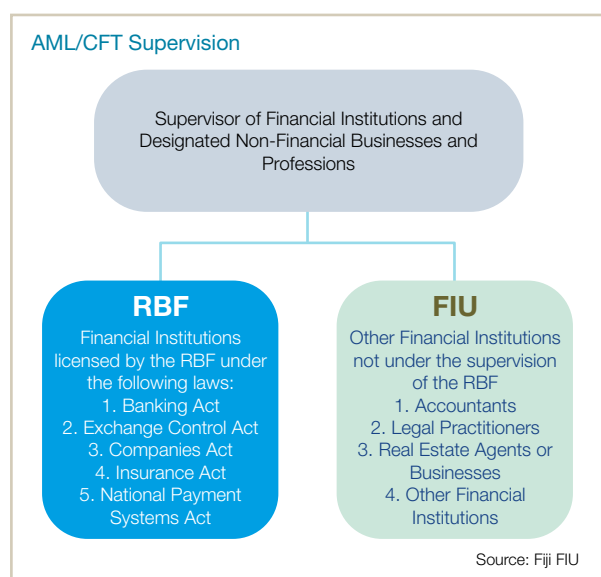 AML/CFT Supervision
Supervisor of Financial Institutions and
Designated Non-Financial Businesses and
Professions
RBF
Financial Institutions
licensed by the RBF under
the following laws:
1. Banking Act
2. Exchange Control Act
3. Companies Act
4. Insurance Act
5. National Payment
Systems Act
FIU
Other Financial Institutions
not under the supervision
of the RBF
1. Accountants
2. Legal Practitioners
3. Real Estate Agents or
Businesses
4. Other Financial
Institutions
Source: Fiji FIU